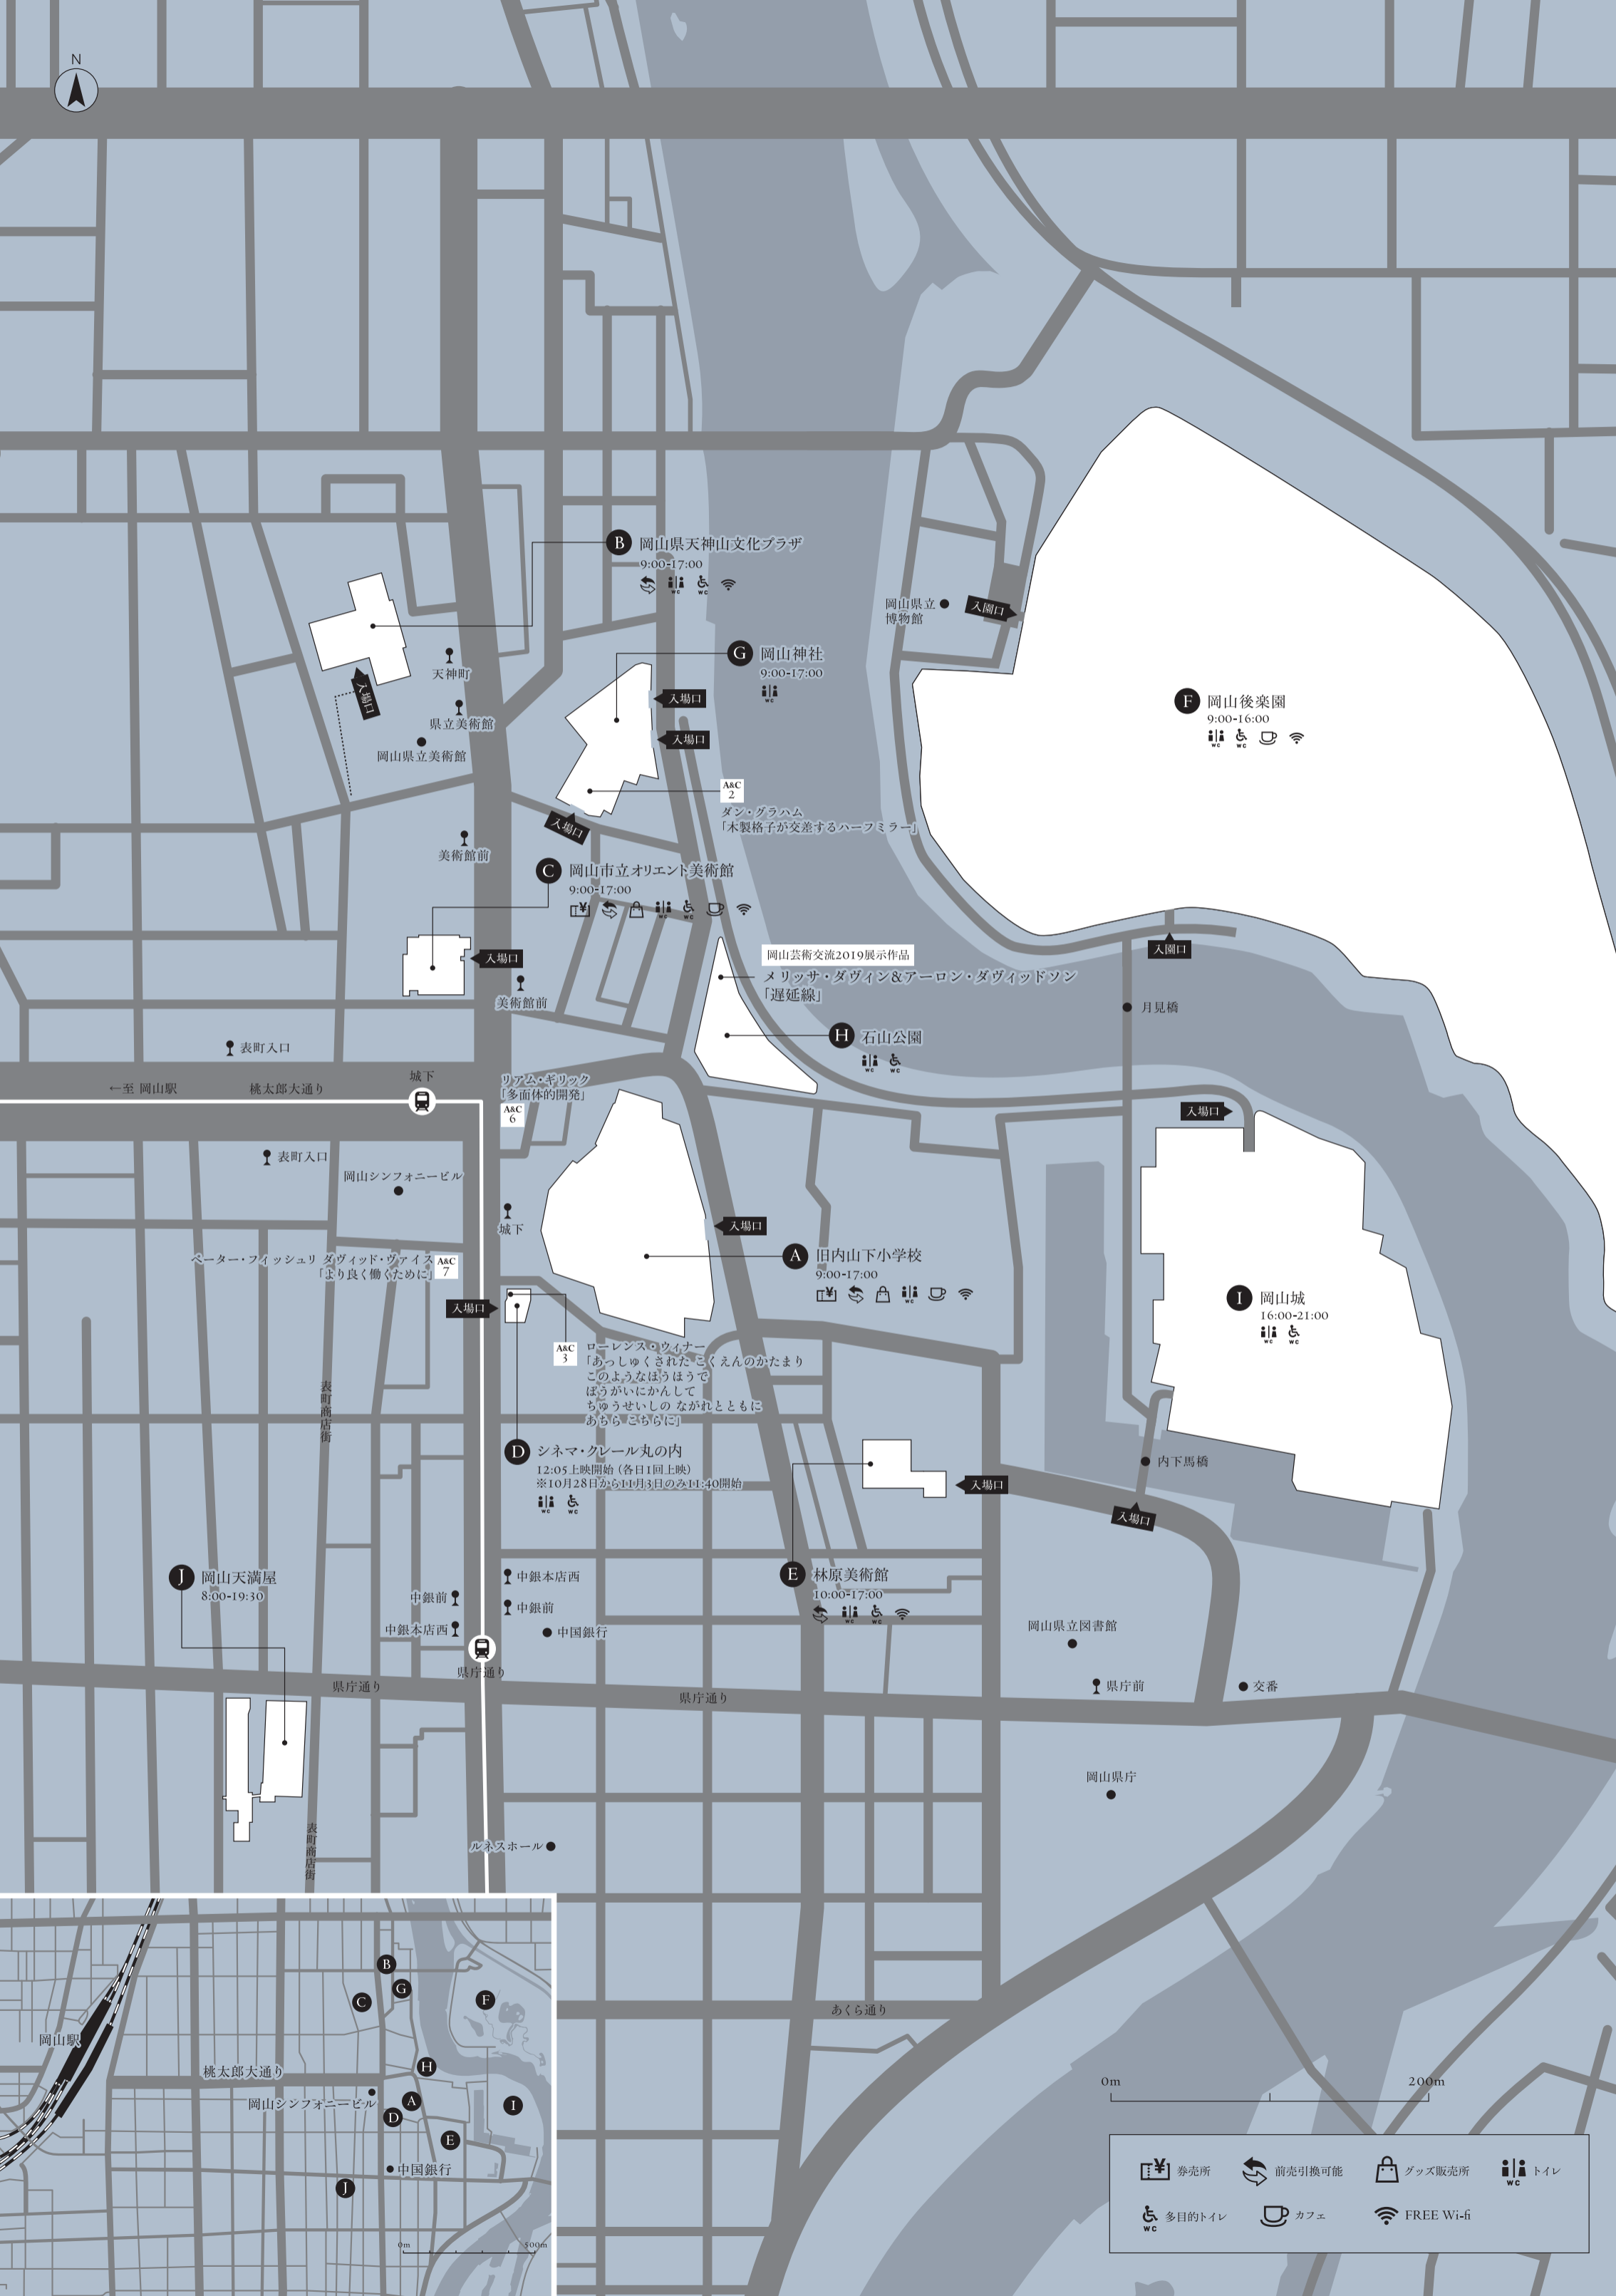 N
B 岡山県天神山文化プラザ
9:00-17:00
WC WC
岡山県立
博物館
入園口
G 岡山神社
9:00-17:00
WC
天神町
入場口
県立美術館
岡山県立美術館
入場口
入場口
F 岡山後楽園
9:00-16:00
WC WC
A&C
2
ダン・グラハム
「木製格子が交差するハーフミラー」
入場口
美術館前
C 岡山市立オリエント美術館
9:00-17:00
¥ WC WC
入場口
美術館前
岡山芸術交流2019展示作品
メリッサ・ダヴィン&アーロン・ダヴィッドソン
「遅延線」
入園口
月見橋
H 石山公園
WC WC
表町入口
←至 岡山駅
桃太郎大通り
城下
リアム・ギリック
「多面体的開発」
A&C
6
入場口
表町入口
岡山シンフォニービル
城下
入場口
ペーター・フィッシュリ ダヴィッド・ヴァイス
「より良く働くために」
A&C
7
A 旧内山下小学校
9:00-17:00
¥ WC
入場口
I 岡山城
16:00-21:00
WC WC
A&C
3
ローレンス・ウィナー
「あっしゅくされた こくえんのかたまり
このようなほうほうで
ぼうがいにかんして
ちゅうせいしの ながれとともに
あちら こちらに」
表町商店街
D シネマ・クレール丸の内
12:05上映開始（各日1回上映）
※10月28日から11月3日のみ11:40開始
WC WC
内下馬橋
入場口
入場口
E 林原美術館
10:00-17:00
WC WC
J 岡山天満屋
8:00-19:30
中銀本店西
中銀前
中銀前
中銀本店西
中国銀行
岡山県立図書館
県庁通り
県庁通り
県庁通り
県庁前
交番
岡山県庁
表町商店街
ルネスホール
あくら通り
B
G
C
F
岡山駅
桃太郎大通り
H
岡山シンフォニービル
A
D
I
E
中国銀行
J
0m 500m
0m 200m
¥ 券売所
前売引換可能
グッズ販売所
WC トイレ
WC 多目的トイレ
カフェ
FREE Wi-fi